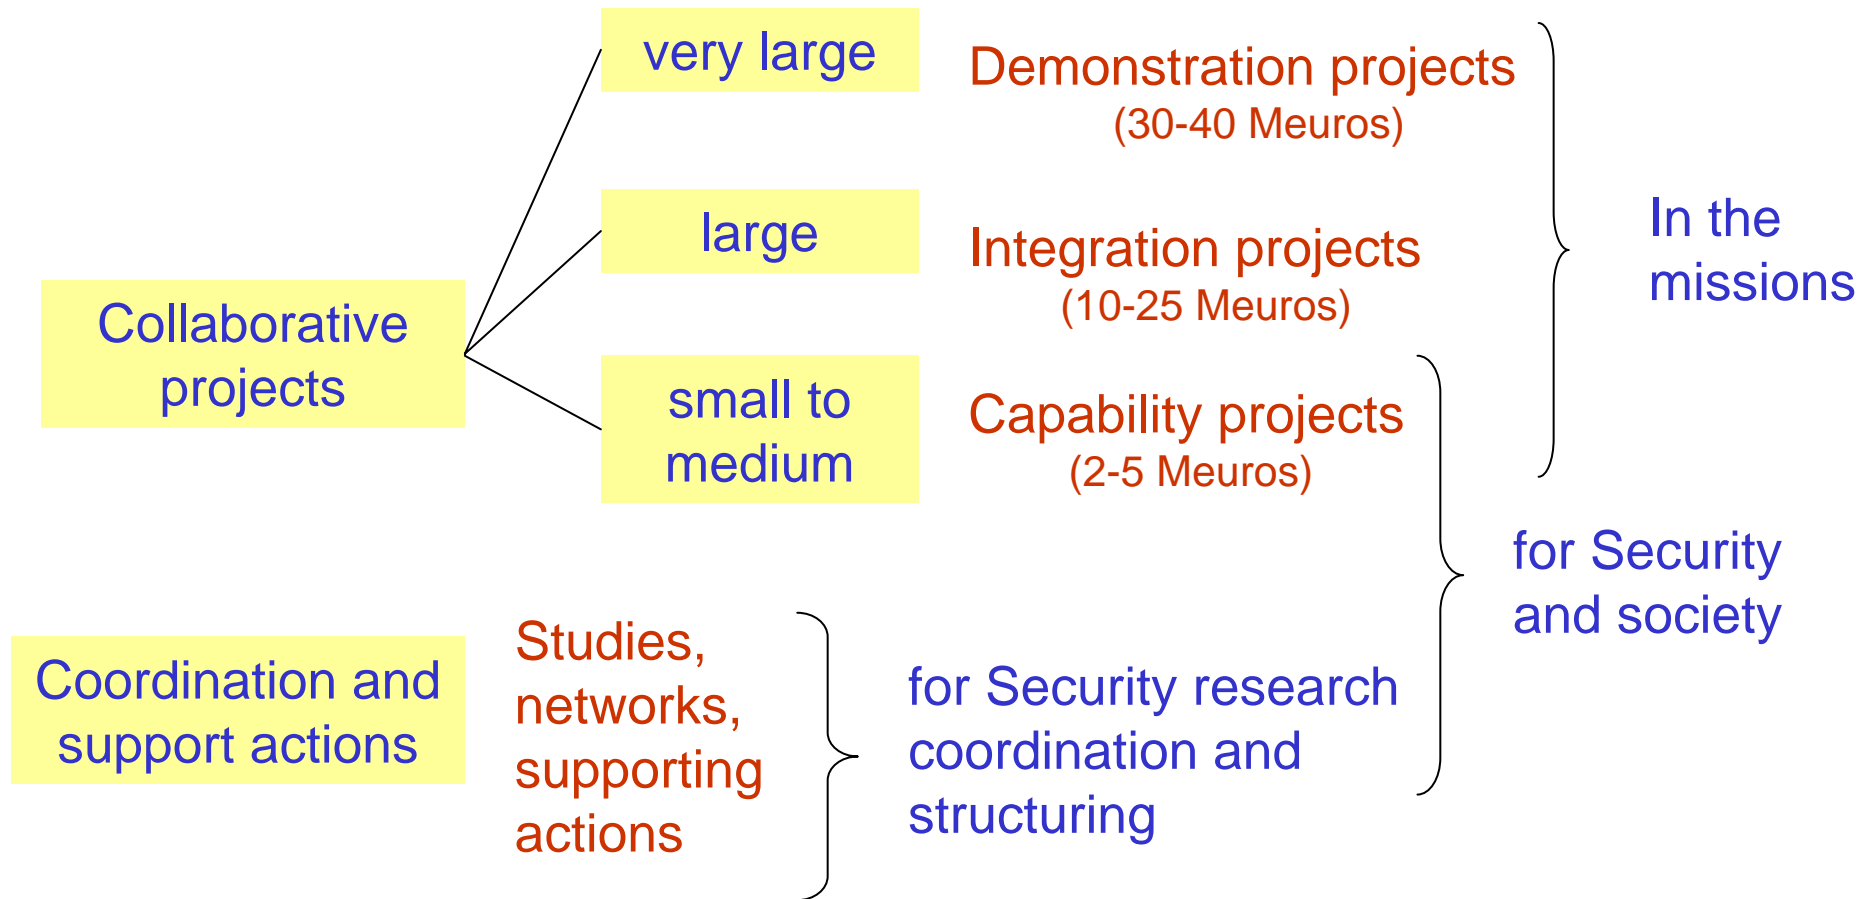 very large
Demonstration projects
(30-40 Meuros)
large
Integration projects
(10-25 Meuros)
In the
missions
Collaborative
projects
small to
medium
Capability projects
(2-5 Meuros)
for Security
and society
Coordination and
support actions
Studies,
networks,
supporting
actions
for Security research
coordination and
structuring